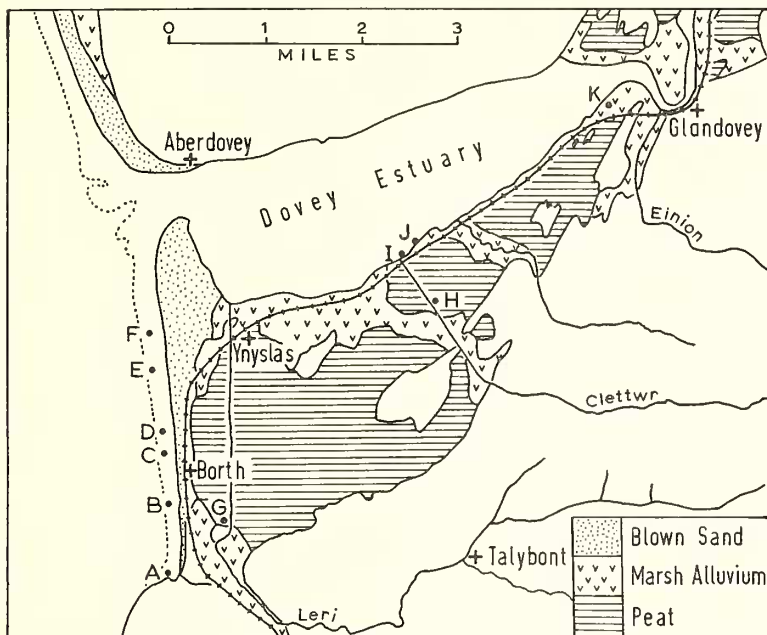 0 1 2 3
MILES
K
Aberdovey
Glandovey
Dovey Estuary
Einion
J
I
H
F
Ynyslas
E
Clettwr
D
C
Borth
B
G
Blown Sand
Talybont
Marsh Alluvium
A
Leri
Peat